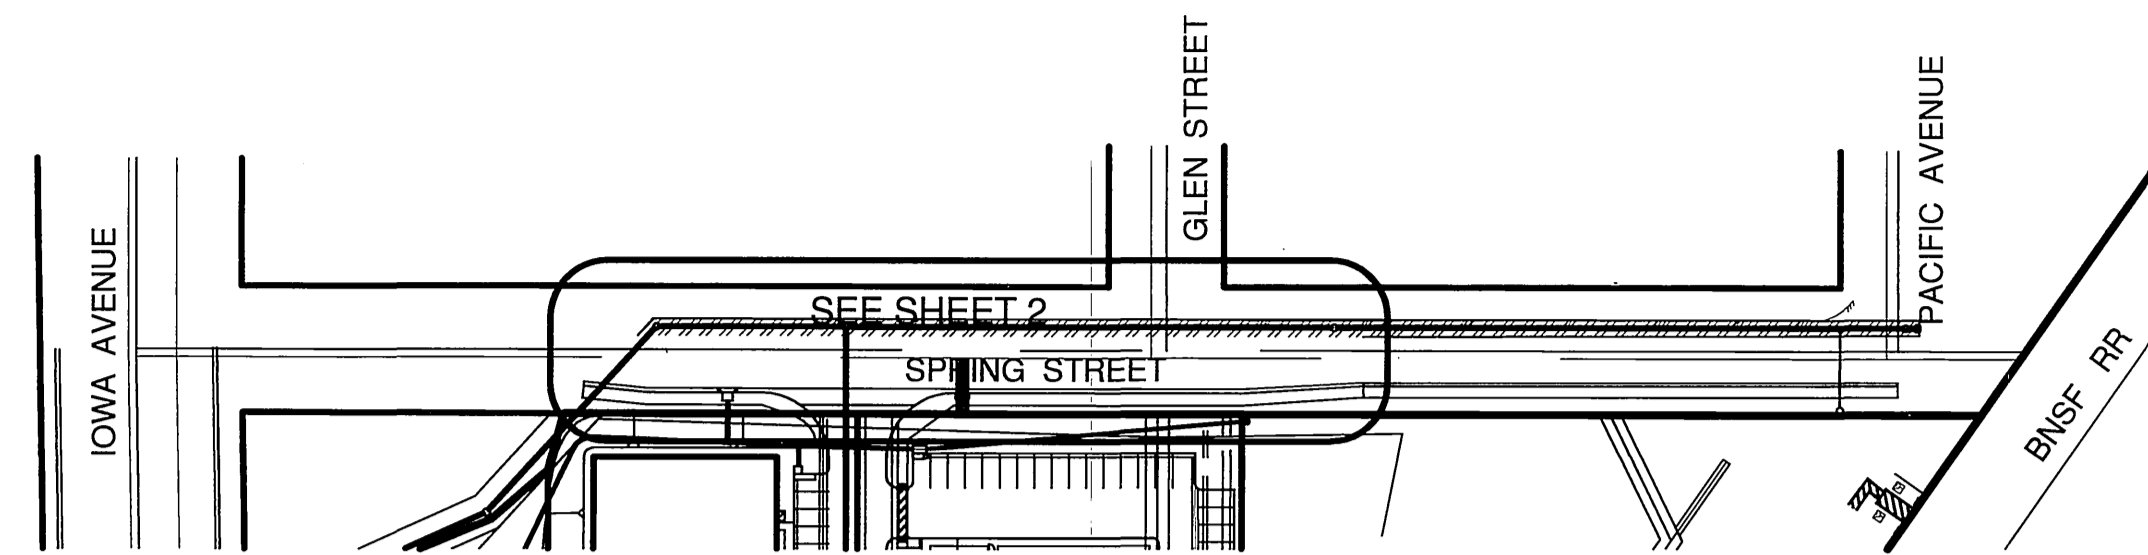 IOWA AVENUE
SEE SHEET 2
SPRING STREET
GLEN STREET
PACIFIC AVENUE
BNSF RR